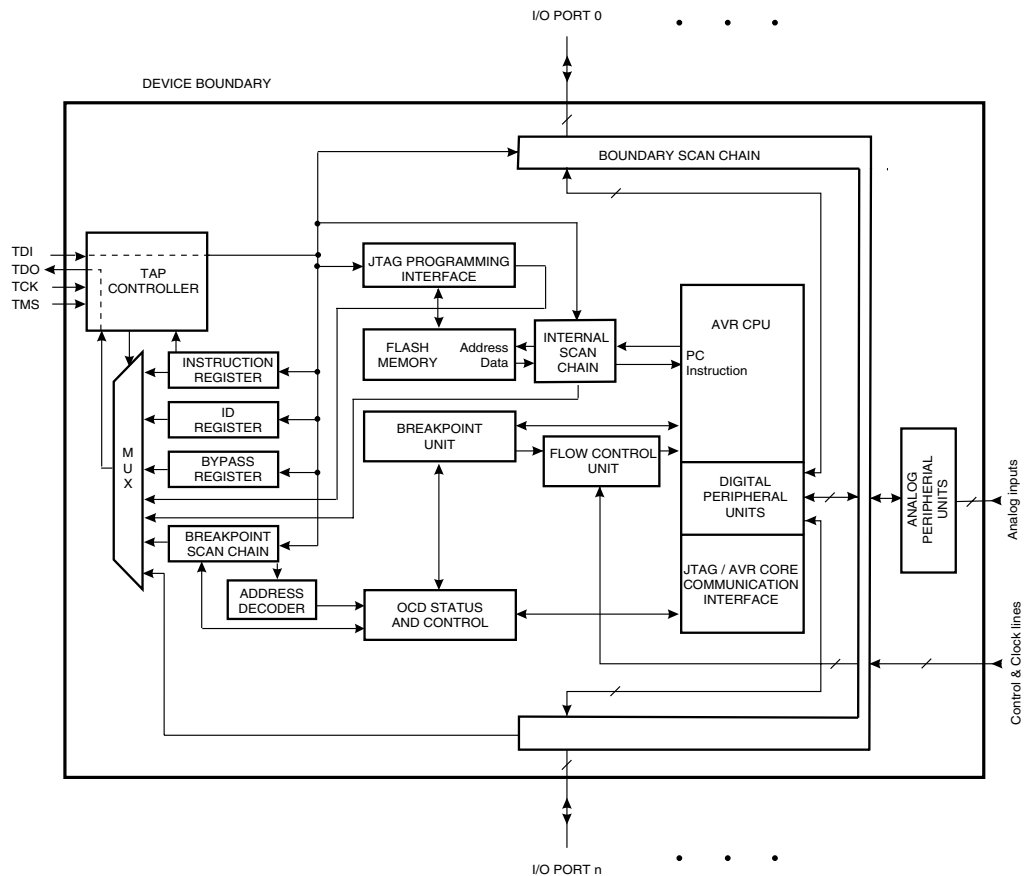 I/O PORT 0
DEVICE BOUNDARY
BOUNDARY SCAN CHAIN
TDI
TDO
TCK
TMS
TAP
CONTROLLER
JTAG PROGRAMMING
INTERFACE
AVR CPU
FLASH
MEMORY
Address
Data
INTERNAL
SCAN
CHAIN
PC
Instruction
INSTRUCTION
REGISTER
ID
REGISTER
BYPASS
REGISTER
MUX
BREAKPOINT
UNIT
FLOW CONTROL
UNIT
DIGITAL
PERIPHERAL
UNITS
ANALOG
PERIPHERIAL
UNITS
Analog inputs
BREAKPOINT
SCAN CHAIN
ADDRESS
DECODER
OCD STATUS
AND CONTROL
JTAG / AVR CORE
COMMUNICATION
INTERFACE
Control & Clock lines
I/O PORT n